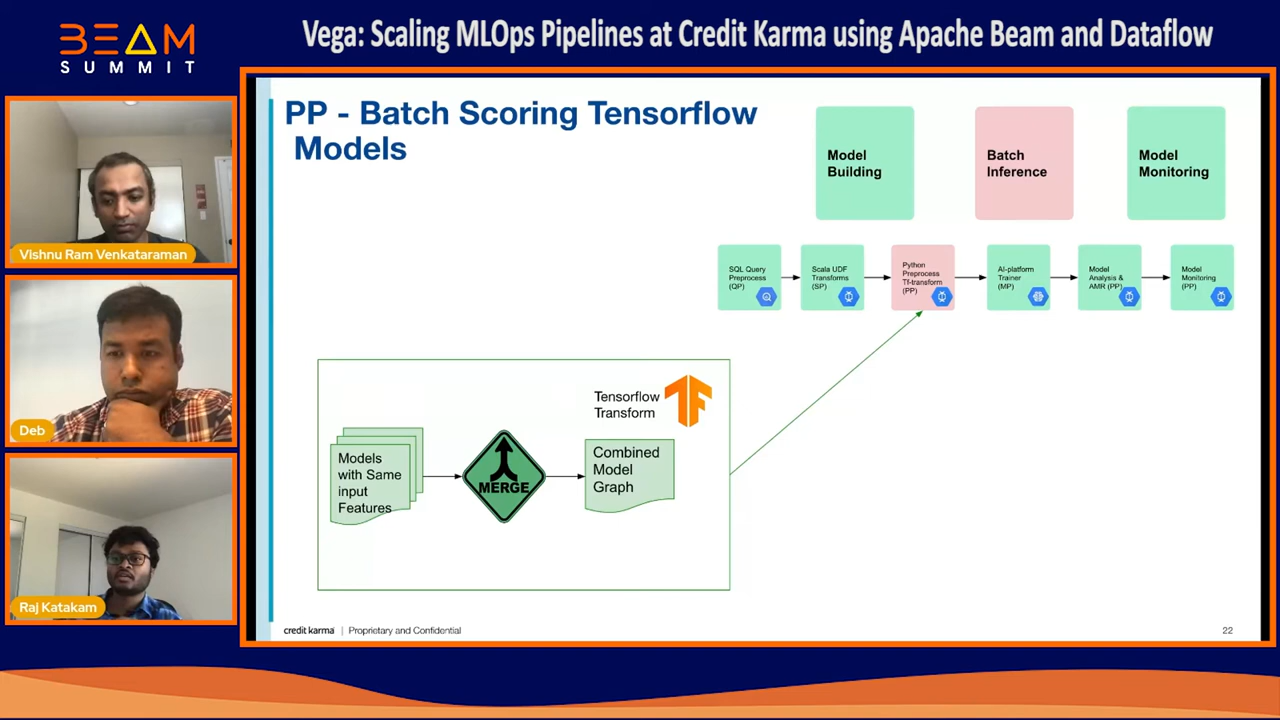 BEAM
SUMMIT
Vega: Scaling MLOps Pipelines at Credit Karma using Apache Beam and Dataflow
Vishnu Ram Venkataraman
Deb
Raj Katakam
PP - Batch Scoring Tensorflow
Models
Model
Building
Batch
Inference
Model
Monitoring
SQL Query
Preprocess
(QP)
Scala UDF
Transforms
(SP)
Python
Preprocess
Tf-transform
(PP)
AI-platform
Trainer
(MP)
Model
Analysis &
AMR (PP)
Model
Monitoring
(PP)
Tensorflow
Transform
Models
with Same
input
Features
MERGE
Combined
Model
Graph
credit karma | Proprietary and Confidential
22